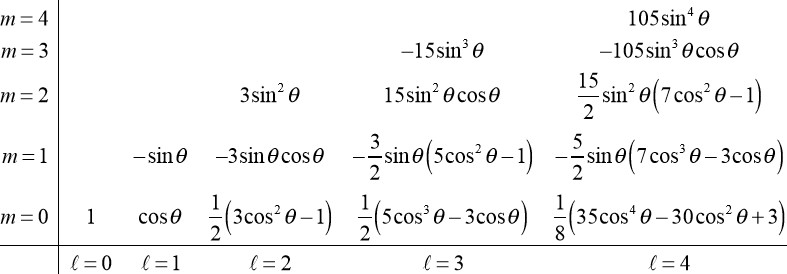 m = 4 105sin⁴θ
m = 3 −15sin³θ −105sin³θcosθ
m = 2 3sin²θ 15sin²θcosθ 15/2 sin²θ(7cos²θ−1)
m = 1 −sinθ −3sinθcosθ −3/2 sinθ(5cos²θ−1) −5/2 sinθ(7cos³θ−3cosθ)
m = 0 1 cosθ 1/2(3cos²θ−1) 1/2(5cos³θ−3cosθ) 1/8(35cos⁴θ−30cos²θ+3)
ℓ = 0 ℓ = 1 ℓ = 2 ℓ = 3 ℓ = 4